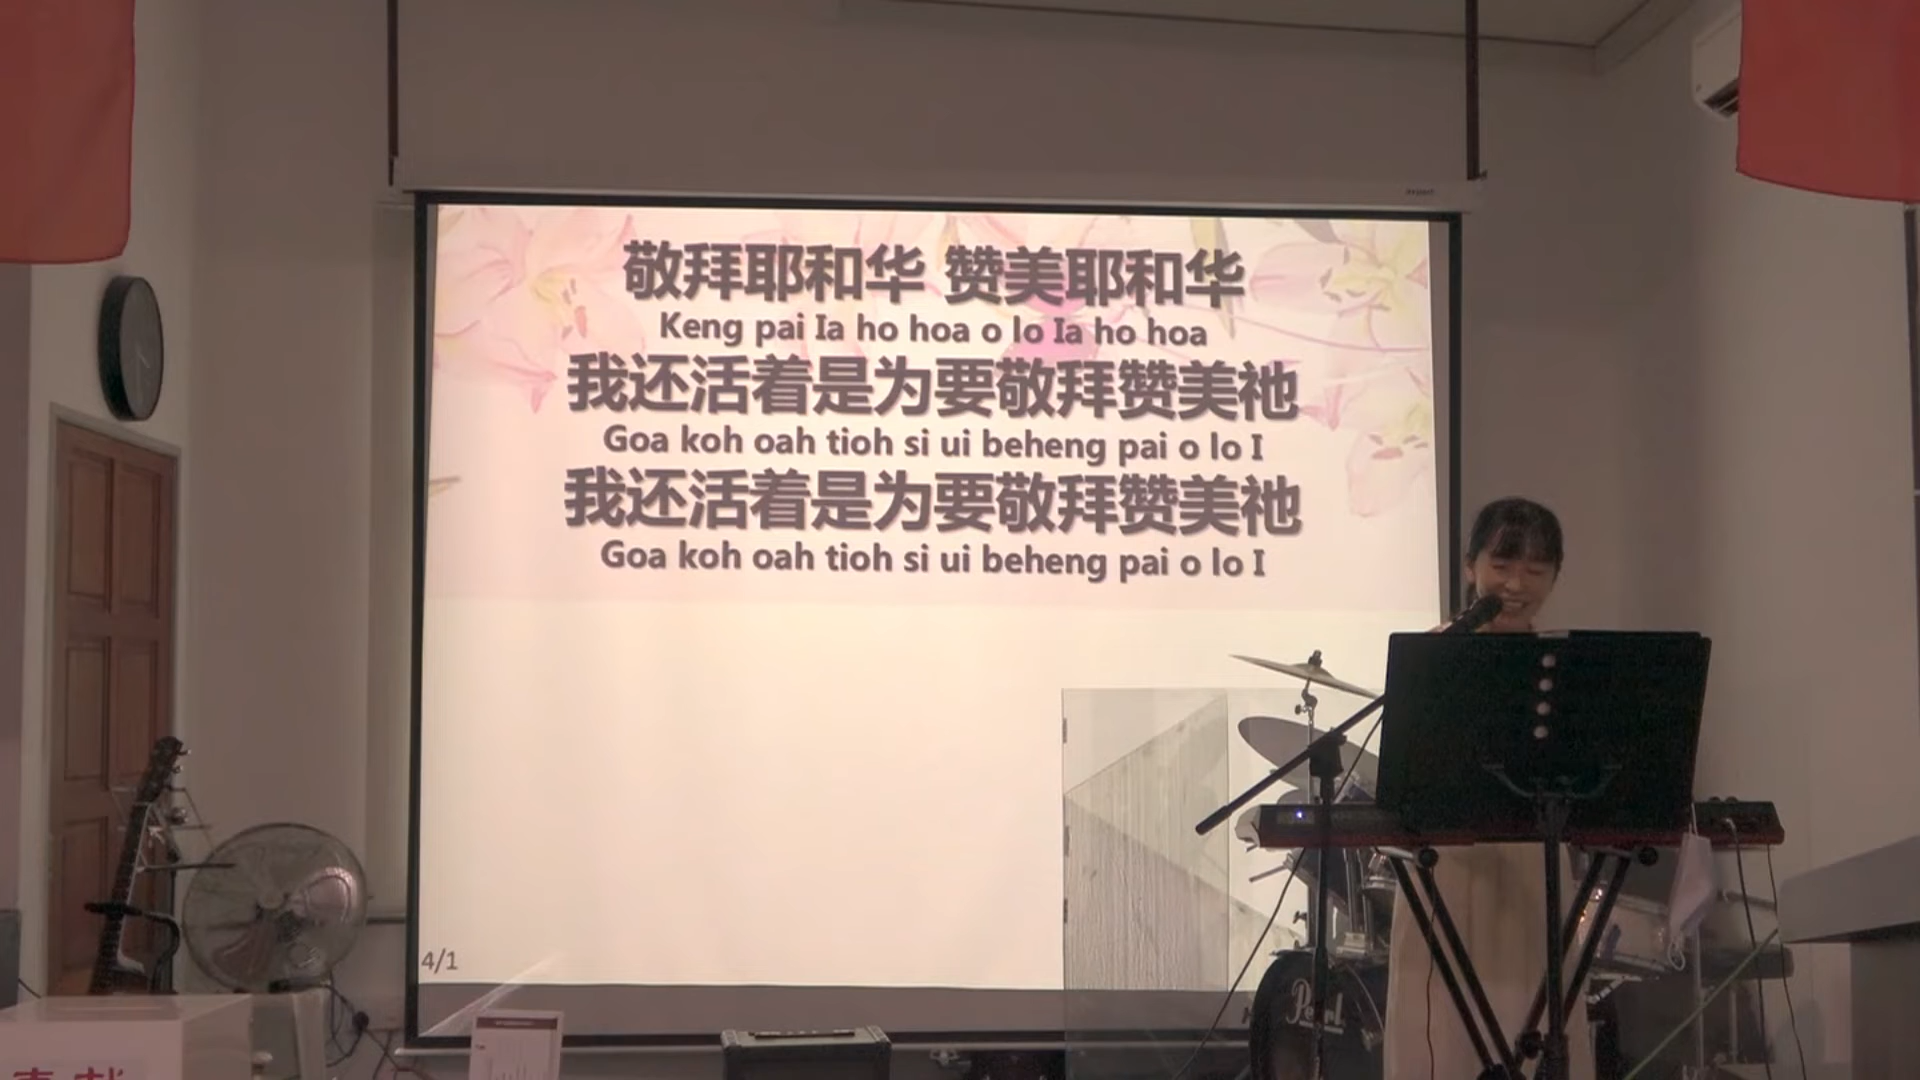 敬拜耶和华 赞美耶和华
Keng pai Ia ho hoa o lo Ia ho hoa
我还活着是为要敬拜赞美祂
Goa koh oah tioh si ui beheng pai o lo I
我还活着是为要敬拜赞美祂
Goa koh oah tioh si ui beheng pai o lo I
4/1
Pearl